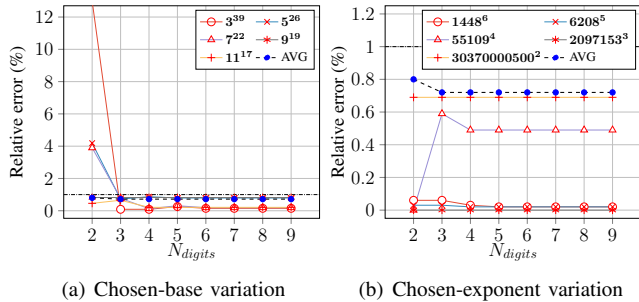 12
10
8
6
4
2
0
2 3 4 5 6 7 8 9
Relative error (%)
N_digits
3^39 5^26
7^22 9^19
11^17 AVG
(a) Chosen-base variation
1
0.8
0.6
0.4
0.2
0
2 3 4 5 6 7 8 9
Relative error (%)
N_digits
1448^6 6208^5
55109^4 2097153^3
30370000500^2 AVG
(b) Chosen-exponent variation